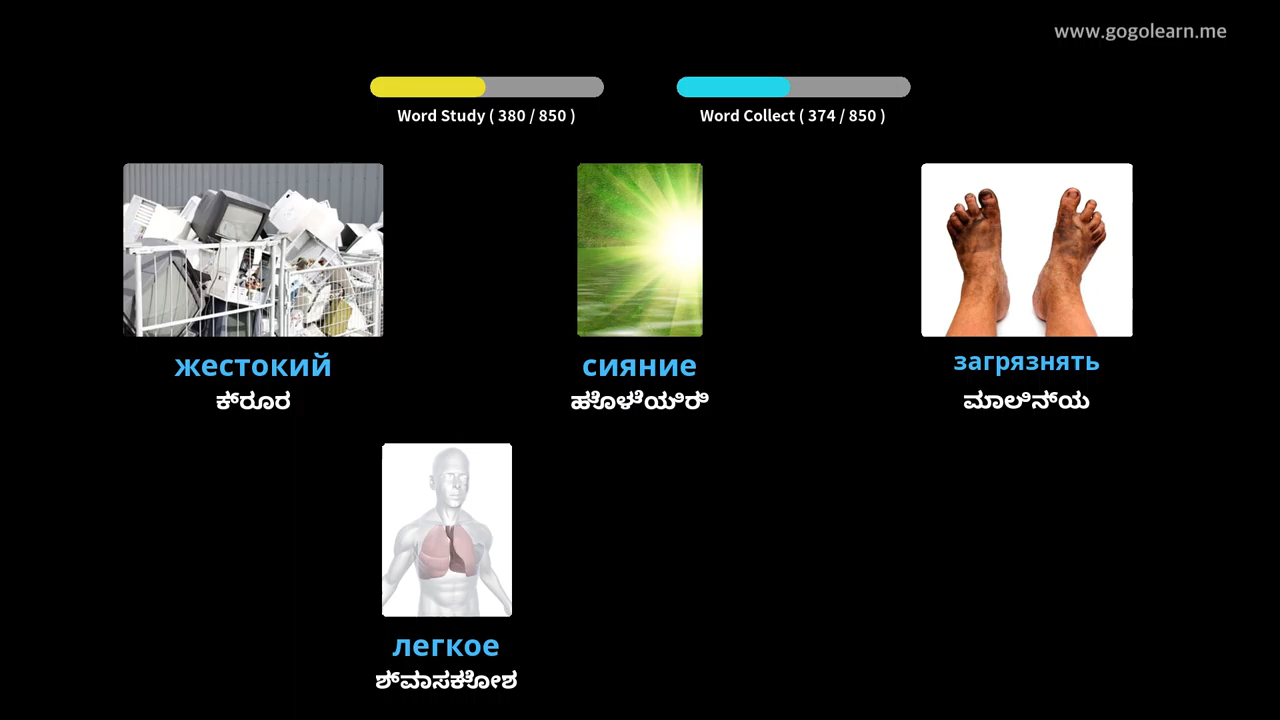 www.gogolearn.me
Word Study ( 380 / 850 )
Word Collect ( 374 / 850 )
жестокий
сияние
загрязнять
ಕ್ರೂರ
ಹೊಳೆಯಿರಿ
ಮಾಲಿನ್ಯ
легкое
ಶ್ವಾಸಕೋಶ